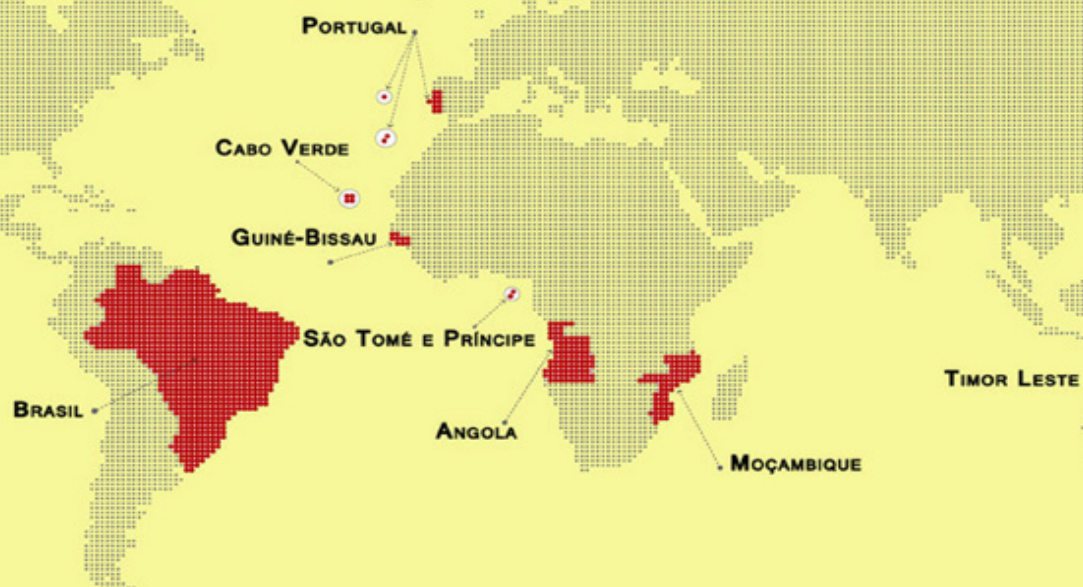 PORTUGAL
CABO VERDE
GUINÉ-BISSAU
SÃO TOMÉ E PRÍNCIPE
TIMOR LESTE
BRASIL
ANGOLA
MOÇAMBIQUE